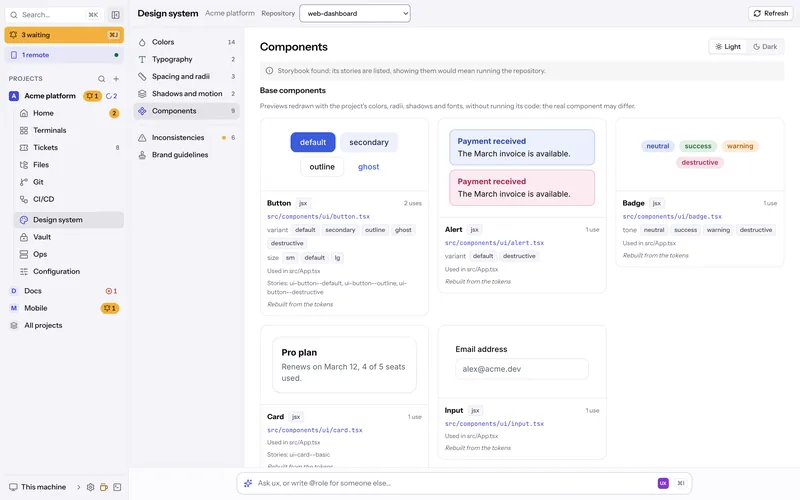 Search...
⌘K
3 waiting
⌘J
1 remote
PROJECTS
Acme platform
1
2
Home
2
Terminals
Tickets
8
Files
Git
CI/CD
Design system
Vault
Ops
Configuration
D Docs
1
M Mobile
1
All projects
This machine
Design system
Acme platform
Repository
web-dashboard
Refresh
Colors
14
Typography
2
Spacing and radii
3
Shadows and motion
2
Components
9
Inconsistencies
6
Brand guidelines
Components
Light
Dark
Storybook found: its stories are listed, showing them would mean running the repository.
Base components
Previews redrawn with the project's colors, radii, shadows and fonts, without running its code: the real component may differ.
default
secondary
outline
ghost
Button
jsx
2 uses
src/components/ui/button.tsx
variant default secondary outline ghost
destructive
size sm default lg
Used in src/App.tsx
Stories: ui-button--default, ui-button--outline, ui-
button--destructive
Rebuilt from the tokens
Payment received
The March invoice is available.
Payment received
The March invoice is available.
Alert
jsx
1 use
src/components/ui/alert.tsx
variant default destructive
Used in src/App.tsx
Rebuilt from the tokens
neutral
success
warning
destructive
Badge
jsx
1 use
src/components/ui/badge.tsx
tone neutral success warning destructive
Used in src/App.tsx
Rebuilt from the tokens
Pro plan
Renews on March 12, 4 of 5 seats
used.
Card
jsx
1 use
src/components/ui/card.tsx
Used in src/App.tsx
Stories: ui-card--basic
Email address
alex@acme.dev
Input
jsx
1 use
src/components/ui/input.tsx
Used in src/App.tsx
Rebuilt from the tokens
Ask ux, or write @role for someone else...
UX
⌘I